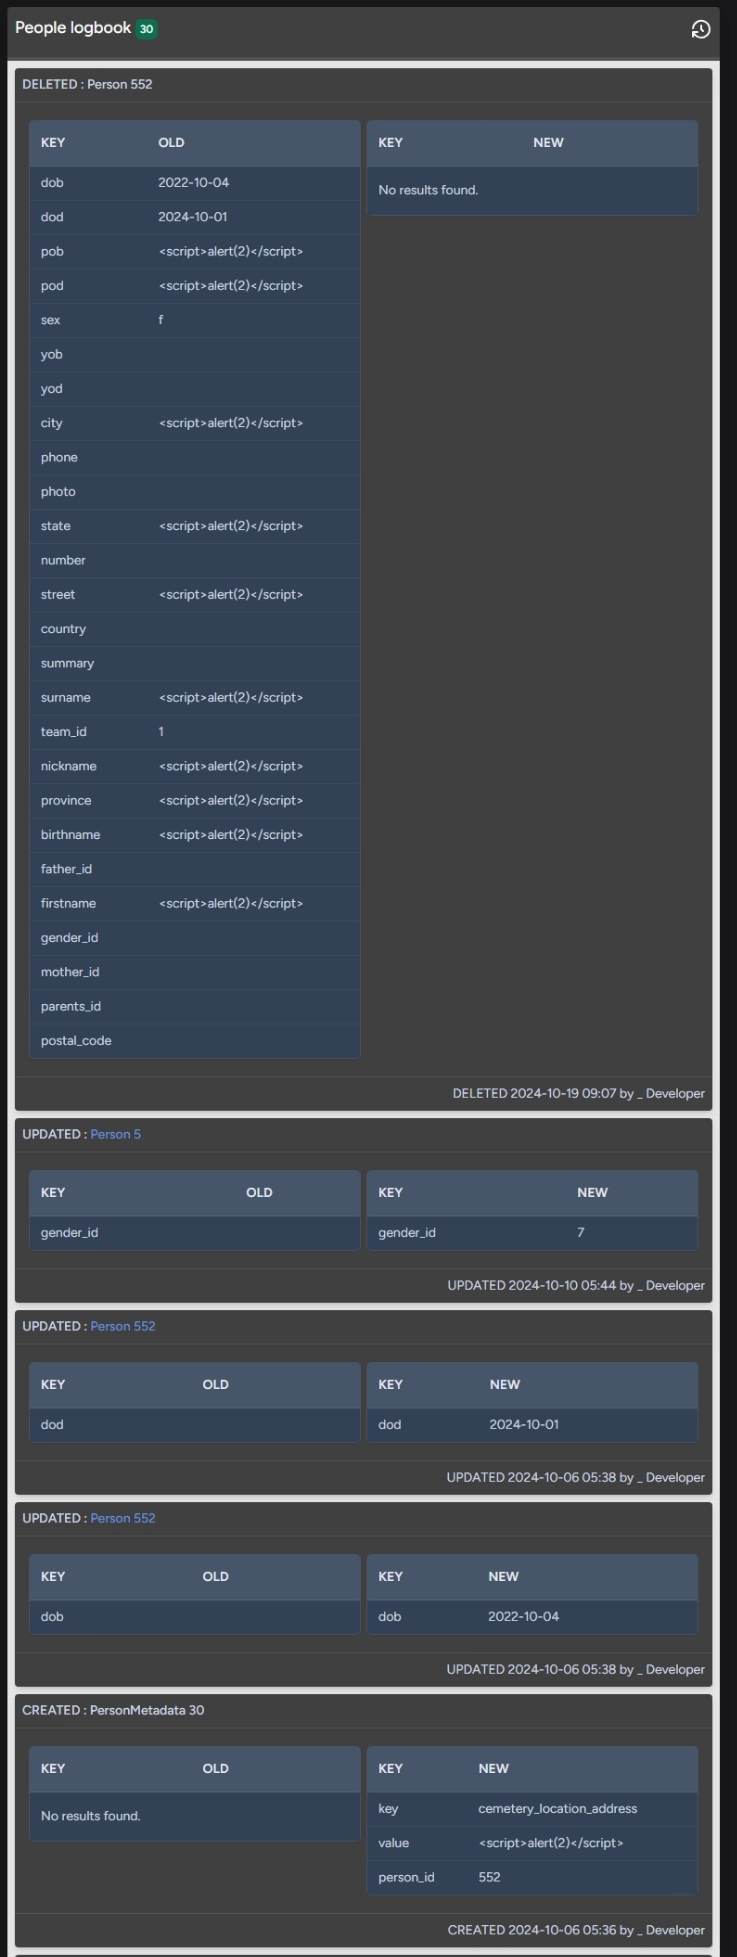 People logbook 30
DELETED : Person 552
KEY OLD KEY NEW
dob 2022-10-04 No results found.
dod 2024-10-01
pob <script>alert(2)</script>
pod <script>alert(2)</script>
sex f
yob
yod
city <script>alert(2)</script>
phone
photo
state <script>alert(2)</script>
number
street <script>alert(2)</script>
country
summary
surname <script>alert(2)</script>
team_id 1
nickname <script>alert(2)</script>
province <script>alert(2)</script>
birthname <script>alert(2)</script>
father_id
firstname <script>alert(2)</script>
gender_id
mother_id
parents_id
postal_code
DELETED 2024-10-19 09:07 by _ Developer
UPDATED : Person 5
KEY OLD KEY NEW
gender_id gender_id 7
UPDATED 2024-10-10 05:44 by _ Developer
UPDATED : Person 552
KEY OLD KEY NEW
dod dod 2024-10-01
UPDATED 2024-10-06 05:38 by _ Developer
UPDATED : Person 552
KEY OLD KEY NEW
dob dob 2022-10-04
UPDATED 2024-10-06 05:38 by _ Developer
CREATED : PersonMetadata 30
KEY OLD KEY NEW
No results found. key cemetery_location_address
value <script>alert(2)</script>
person_id 552
CREATED 2024-10-06 05:36 by _ Developer